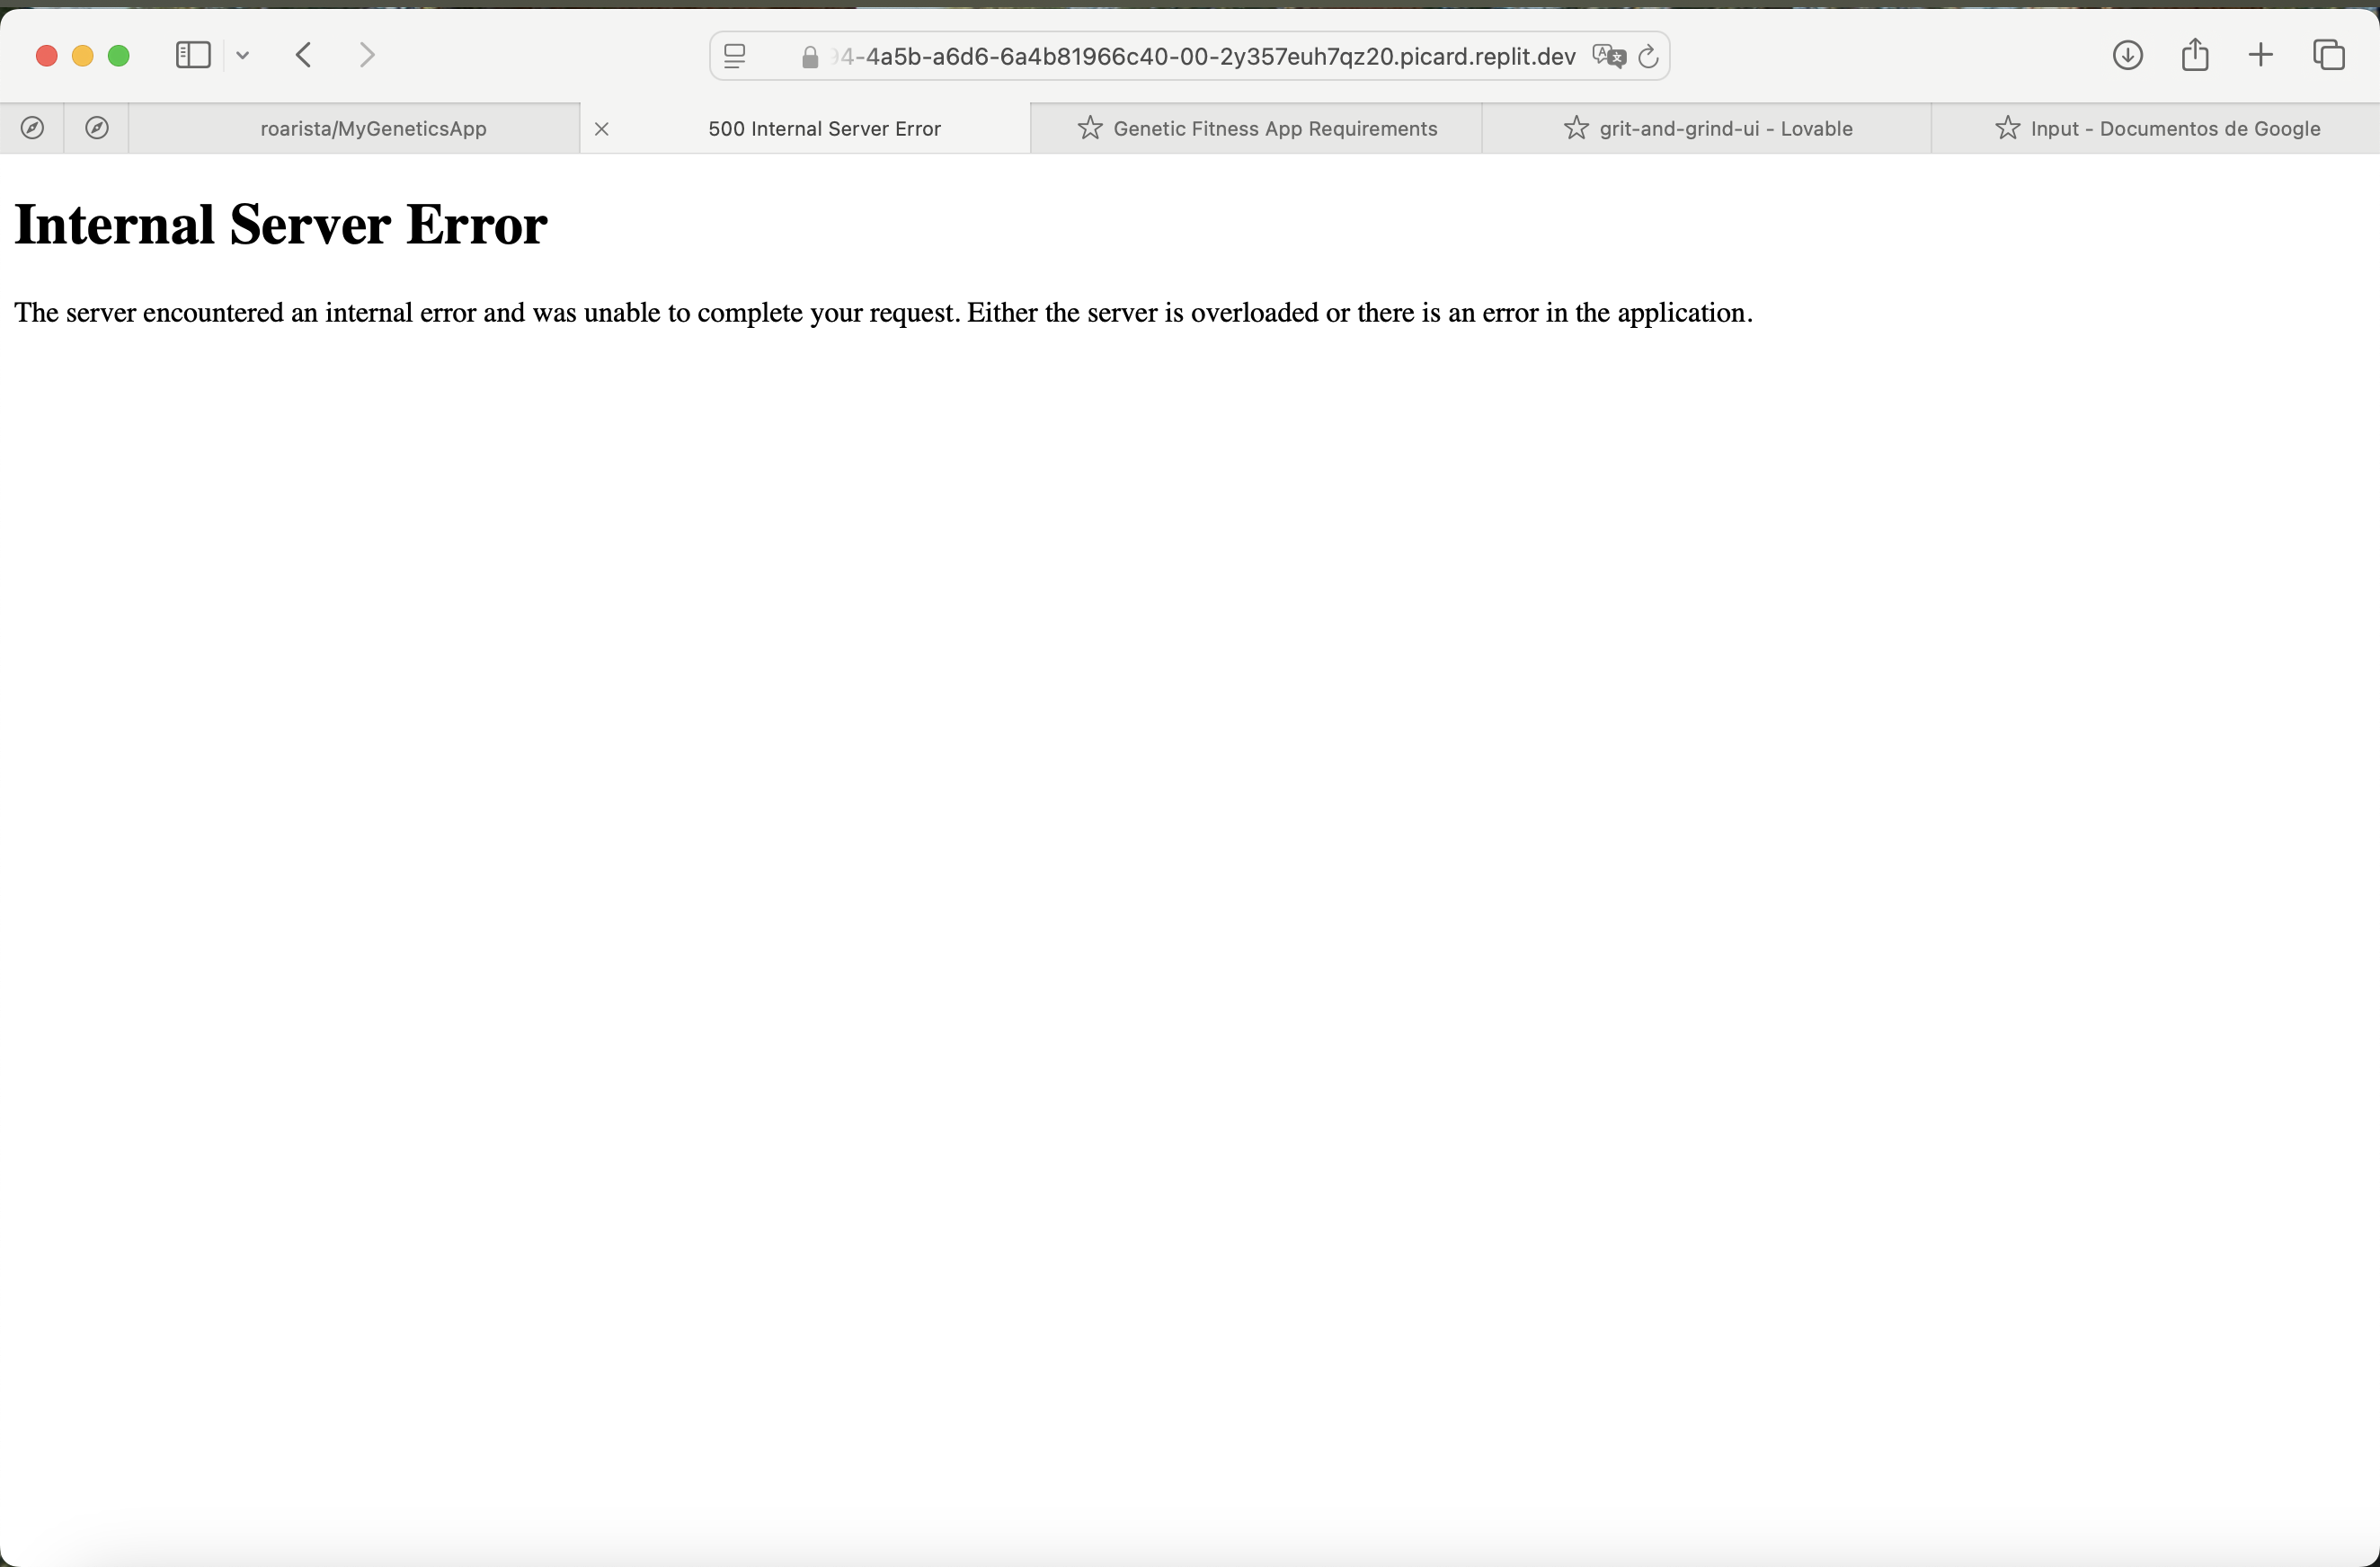 4-4a5b-a6d6-6a4b81966c40-00-2y357euh7qz20.picard.replit.dev
roarista/MyGeneticsApp
500 Internal Server Error
Genetic Fitness App Requirements
grit-and-grind-ui - Lovable
Input - Documentos de Google
Internal Server Error
The server encountered an internal error and was unable to complete your request. Either the server is overloaded or there is an error in the application.